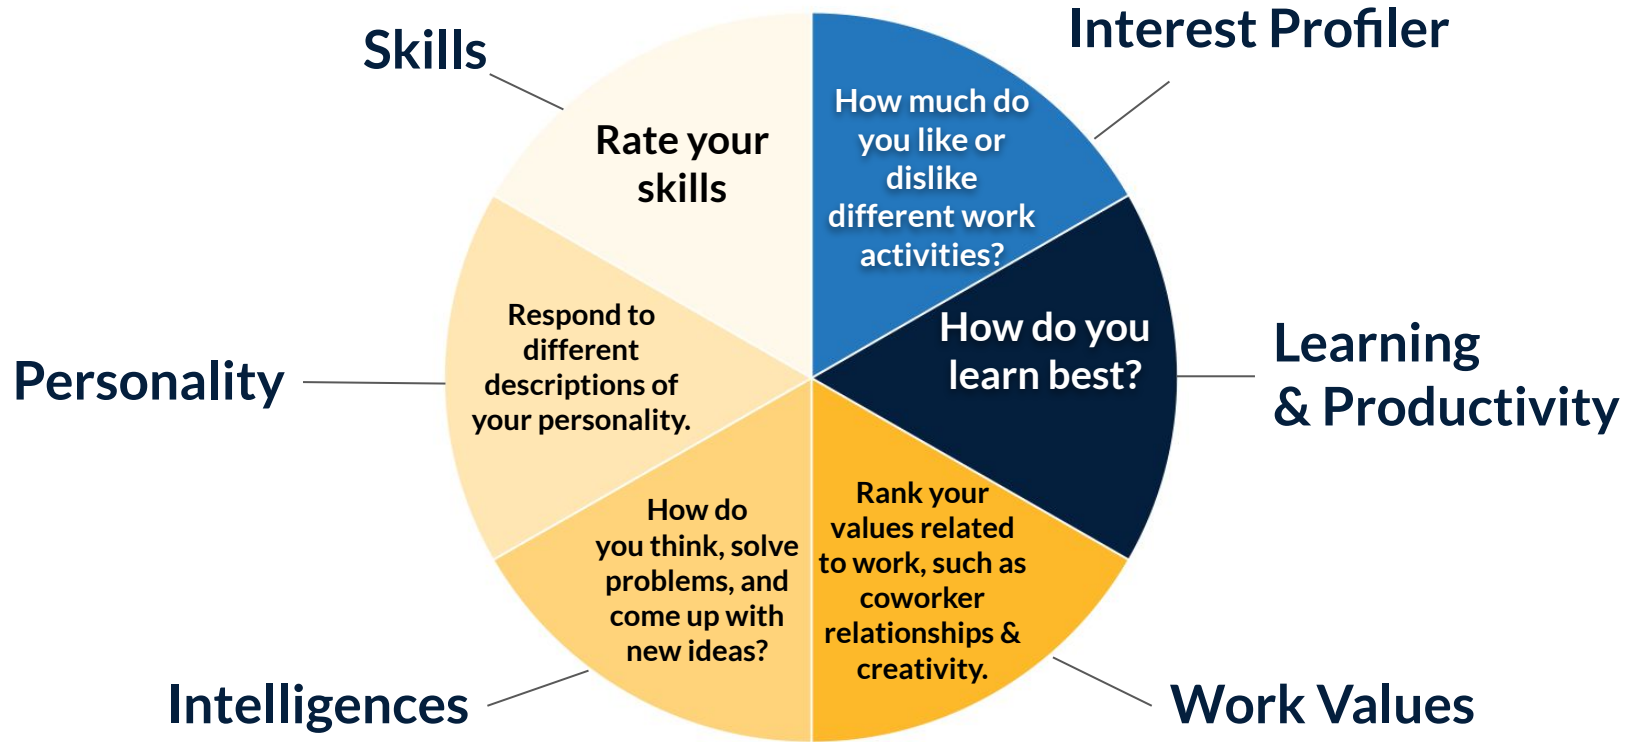 Skills
Rate your
skills
Interest Profiler
How much do
you like or
dislike
different work
activities?
Learning
& Productivity
How do you
learn best?
Work Values
Rank your
values related
to work, such as
coworker
relationships &
creativity.
Intelligences
How do
you think, solve
problems, and
come up with
new ideas?
Personality
Respond to
different
descriptions of
your personality.